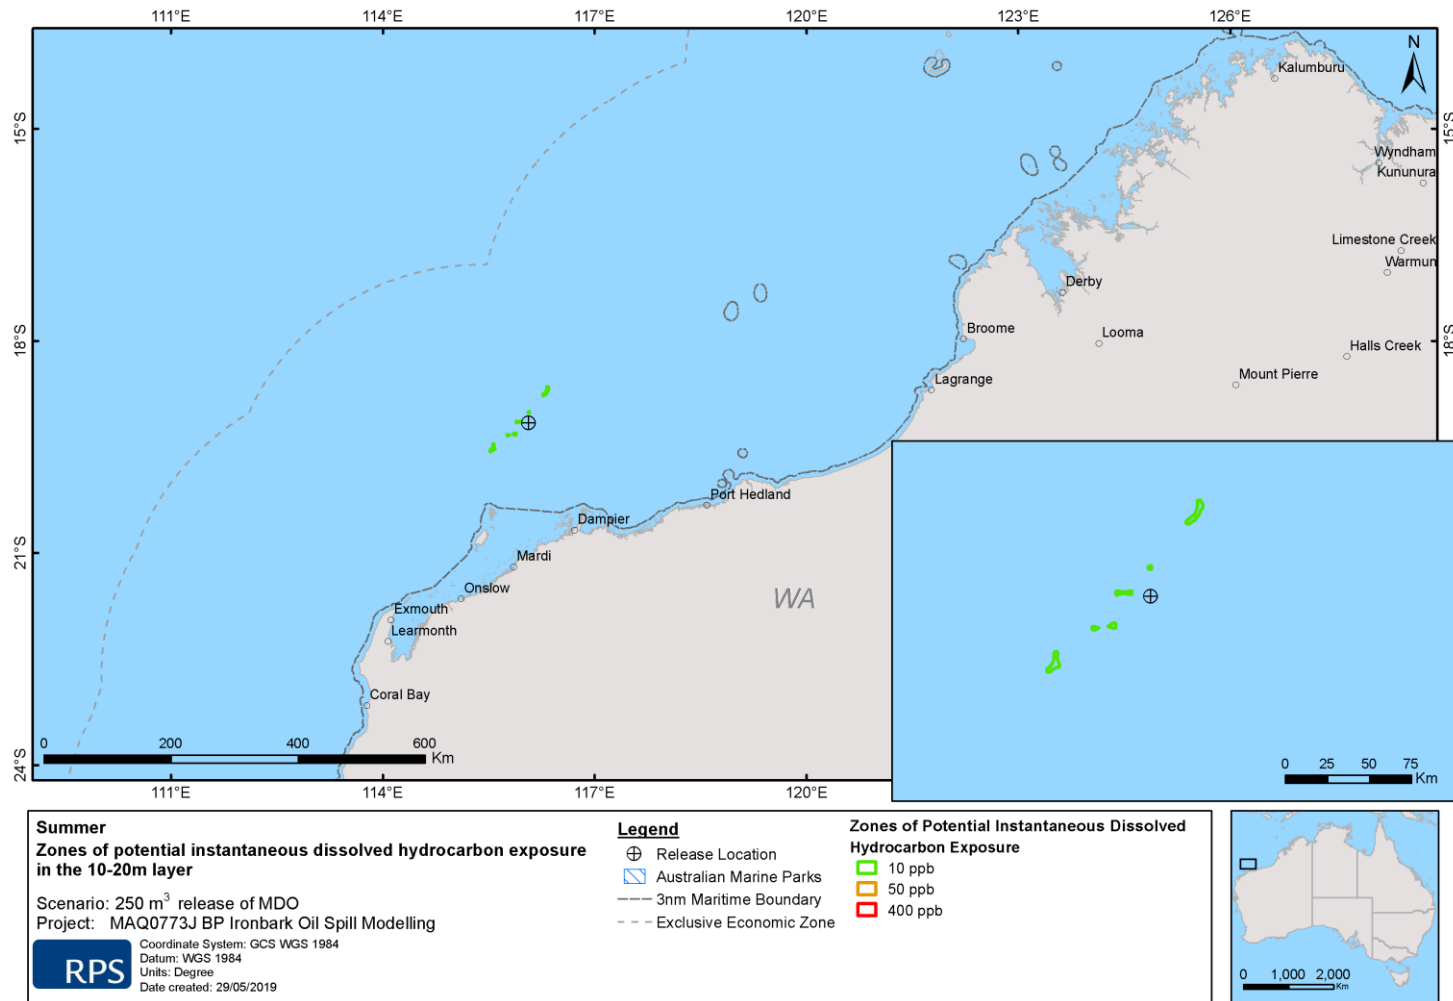 111°E 114°E 117°E 120°E 123°E 126°E
N
Kalumburu
15°S 15°S
Wyndham
Kununura
Limestone Creek
Warmun
Derby
Broome
Looma
18°S 18°S
Halls Creek
Lagrange
Mount Pierre
Port Hedland
Dampier
21°S
Mardi
Onslow
WA
Exmouth
Learmonth
Coral Bay
0 200 400 600 Km
0 25 50 75 Km
24°S
111°E 114°E 117°E 120°E
Summer
Zones of potential instantaneous dissolved hydrocarbon exposure
in the 10-20m layer
Scenario: 250 m³ release of MDO
Project: MAQ0773J BP Ironbark Oil Spill Modelling
RPS
Coordinate System: GCS WGS 1984
Datum: WGS 1984
Units: Degree
Date created: 29/05/2019
Legend
Release Location
Australian Marine Parks
3nm Maritime Boundary
Exclusive Economic Zone
Zones of Potential Instantaneous Dissolved
Hydrocarbon Exposure
10 ppb
50 ppb
400 ppb
0 1,000 2,000
Km